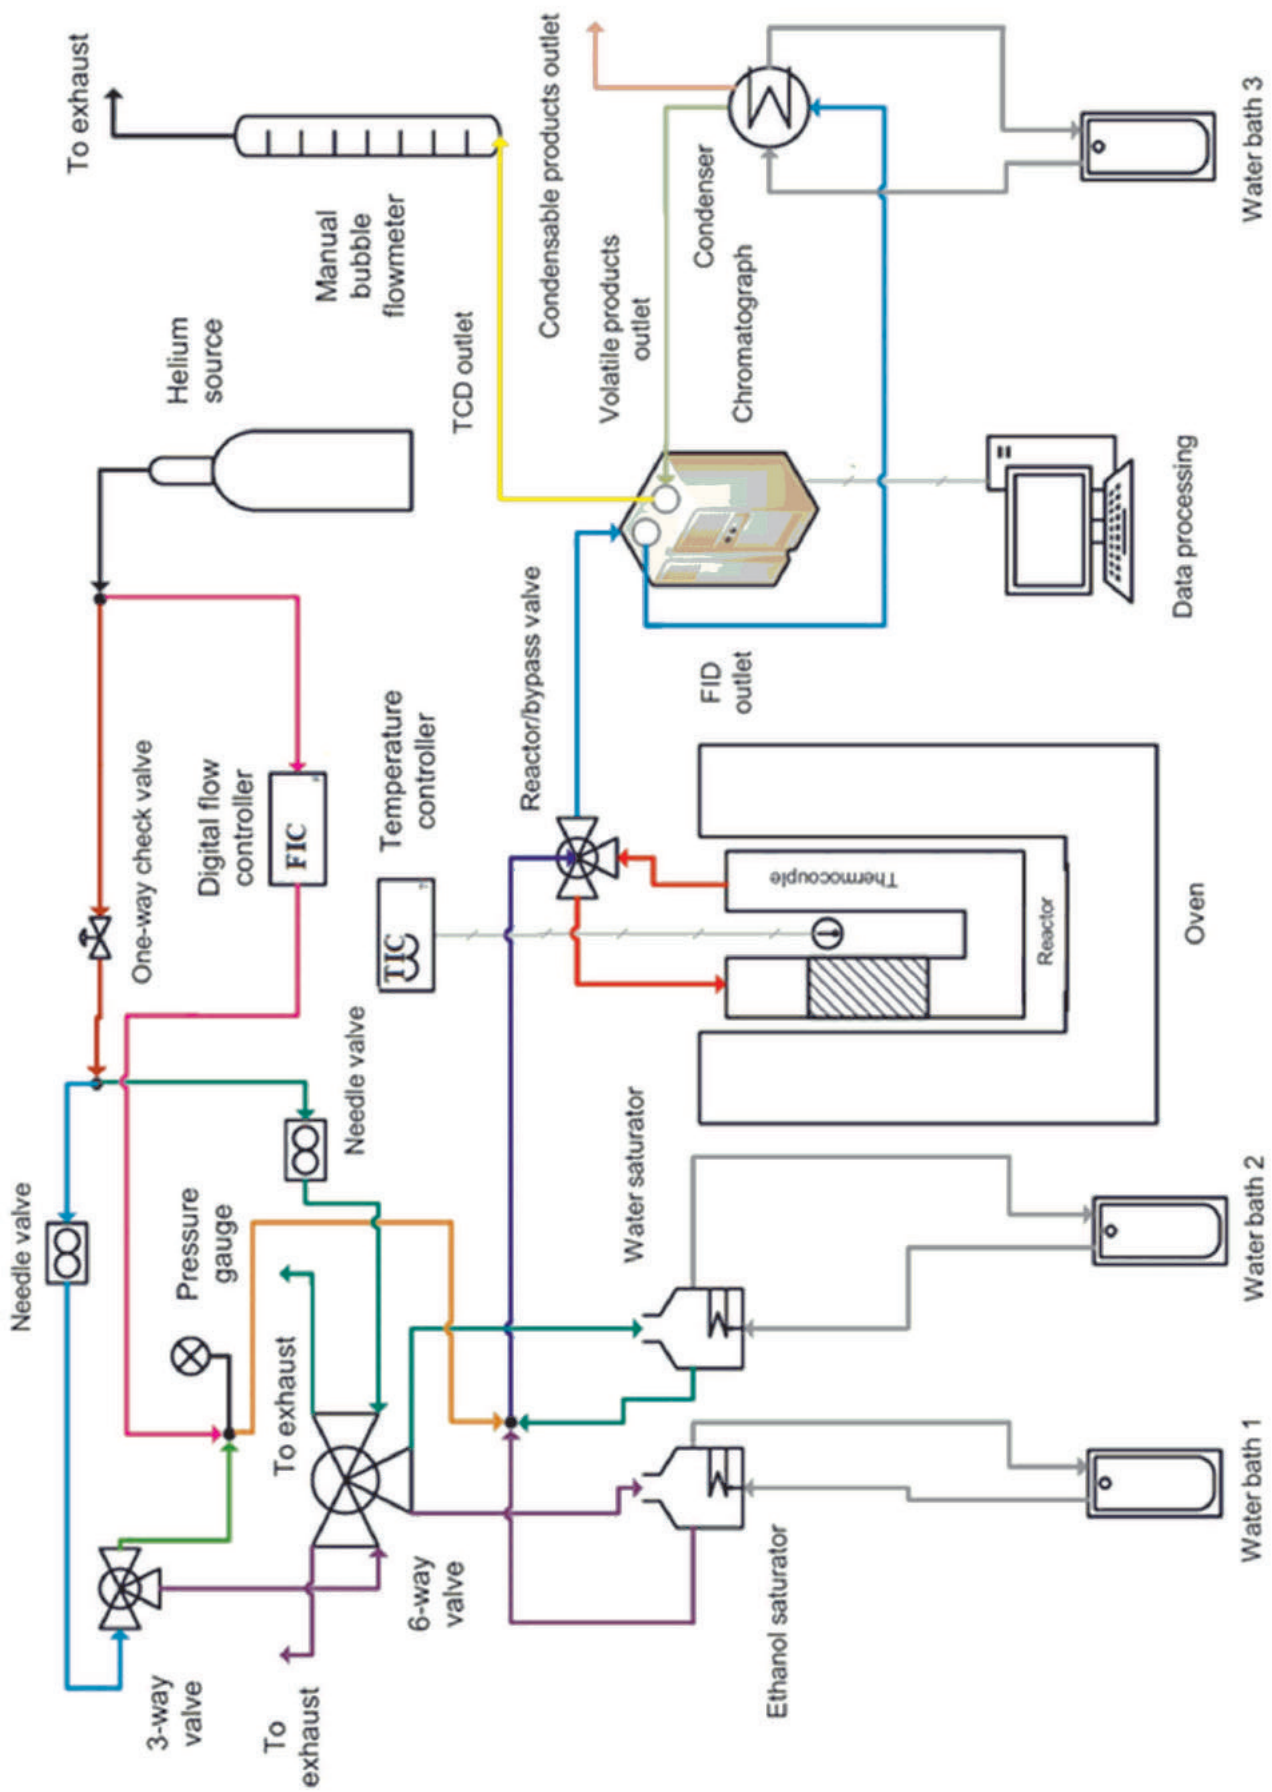 Needle valve
3-way
valve
To
exhaust
Pressure
gauge
To exhaust
6-way
valve
Needle valve
One-way check valve
Digital flow
controller
FIC
Temperature
controller
TIC
Helium
source
To exhaust
Manual
bubble
flowmeter
TCD outlet
Reactor/bypass valve
Condensable products outlet
Volatile products
outlet
Condenser
Chromatograph
FID
outlet
Ethanol saturator
Water saturator
Thermocouple
Reactor
Oven
Data processing
Water bath 1
Water bath 2
Water bath 3